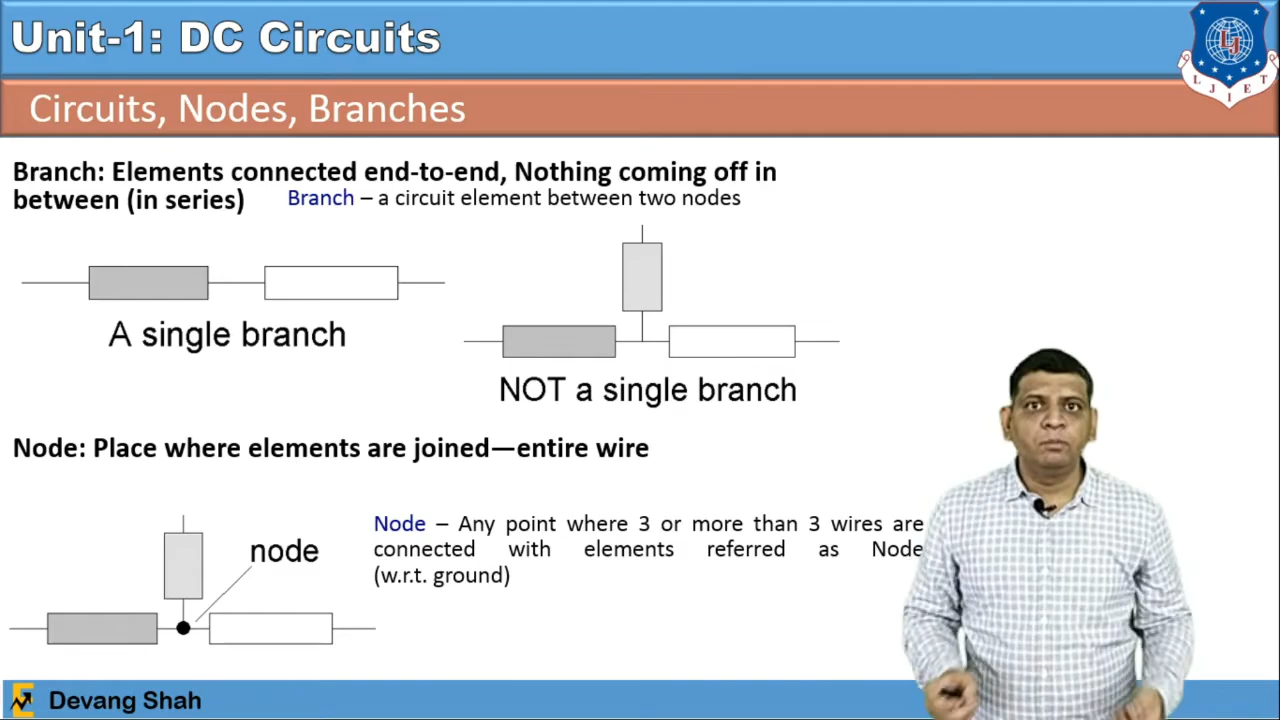 Unit-1: DC Circuits
L J I E T
Circuits, Nodes, Branches
Branch: Elements connected end-to-end, Nothing coming off in
between (in series)
Branch – a circuit element between two nodes
A single branch
NOT a single branch
Node: Place where elements are joined—entire wire
node
Node – Any point where 3 or more than 3 wires are
connected with elements referred as Node
(w.r.t. ground)
Devang Shah